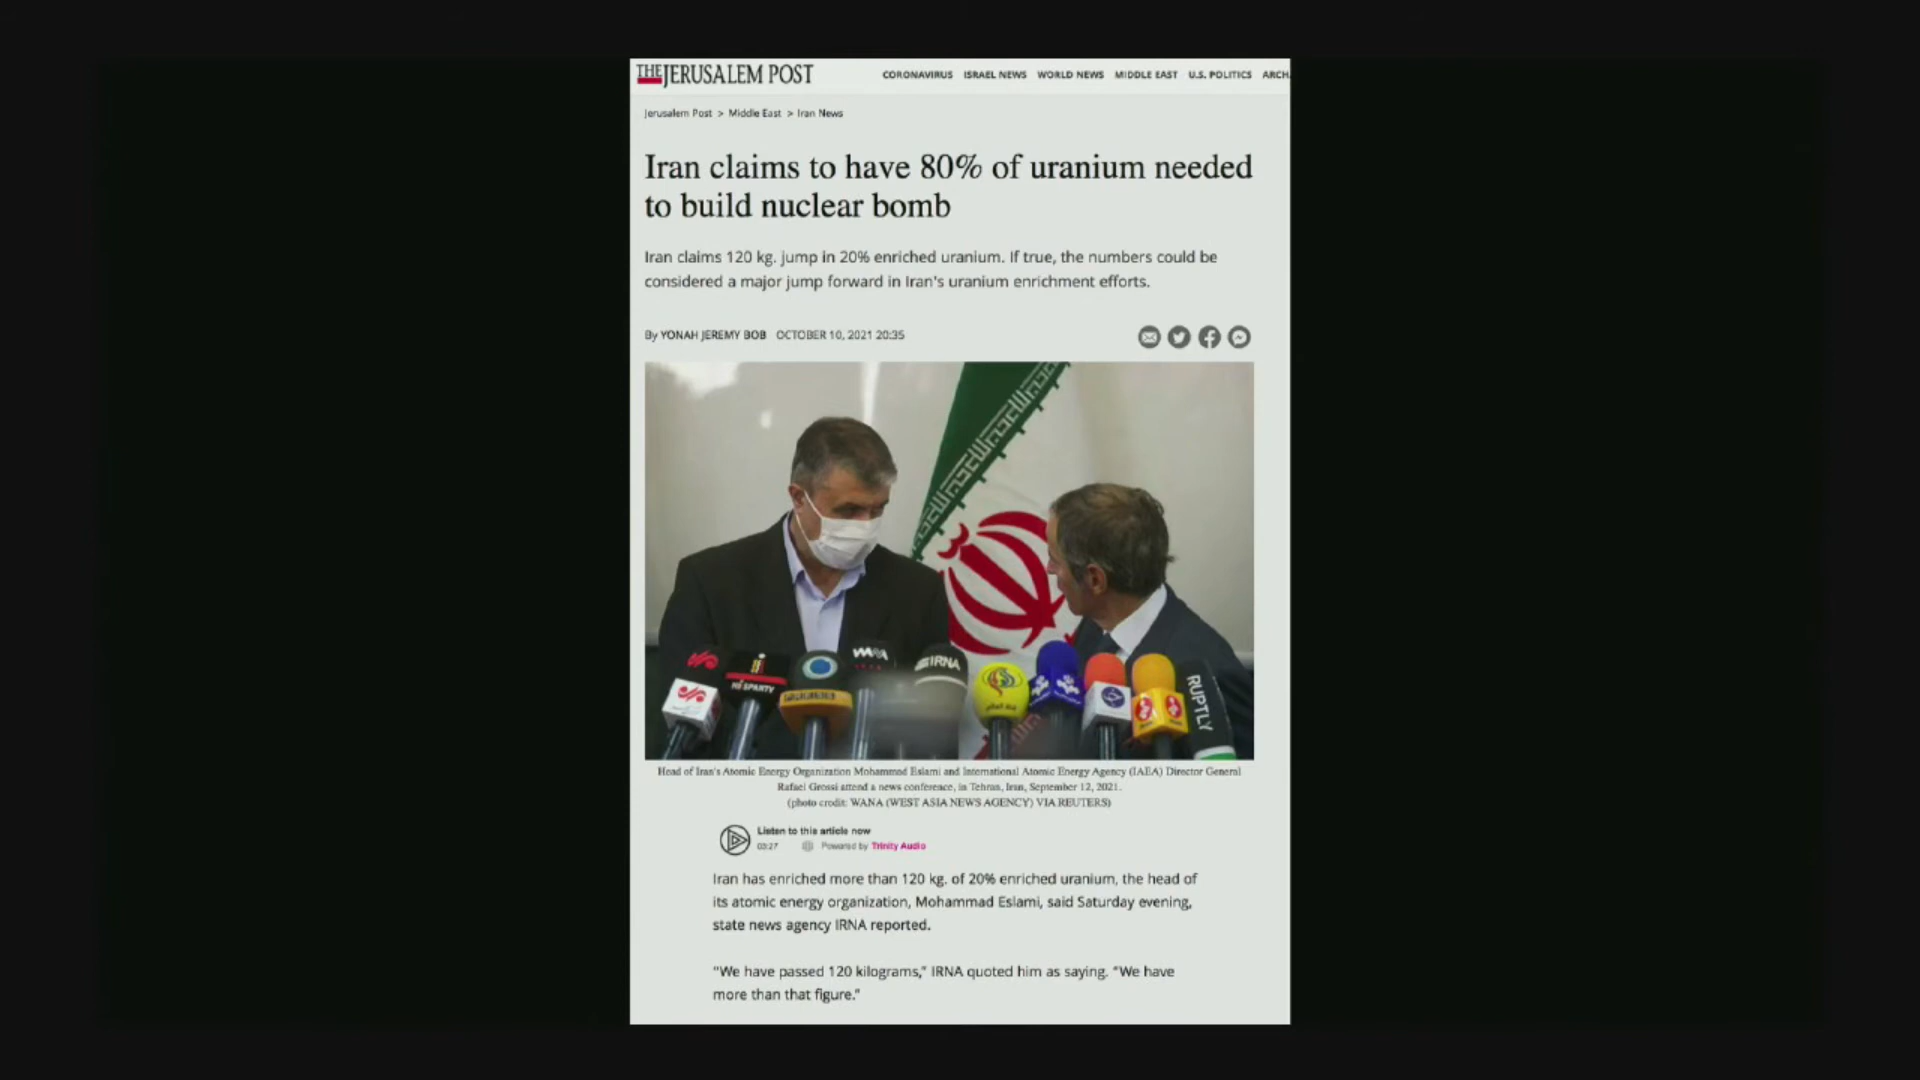 THE JERUSALEM POST
CORONAVIRUS ISRAEL NEWS WORLD NEWS MIDDLE EAST U.S. POLITICS ARCH
Jerusalem Post > Middle East > Iran News
Iran claims to have 80% of uranium needed
to build nuclear bomb
Iran claims 120 kg. jump in 20% enriched uranium. If true, the numbers could be
considered a major jump forward in Iran's uranium enrichment efforts.
By YONAH JEREMY BOB OCTOBER 10, 2021 20:35
WANA
IRNA
RUPTLY
Head of Iran's Atomic Energy Organization Mohammad Eslami and International Atomic Energy Agency (IAEA) Director General
Rafael Grossi attend a news conference, in Tehran, Iran, September 12, 2021.
(photo credit: WANA (WEST ASIA NEWS AGENCY) VIA REUTERS)
Listen to this article now
03:27 Powered by Trinity Audio
Iran has enriched more than 120 kg. of 20% enriched uranium, the head of
its atomic energy organization, Mohammad Eslami, said Saturday evening,
state news agency IRNA reported.
"We have passed 120 kilograms," IRNA quoted him as saying. "We have
more than that figure."